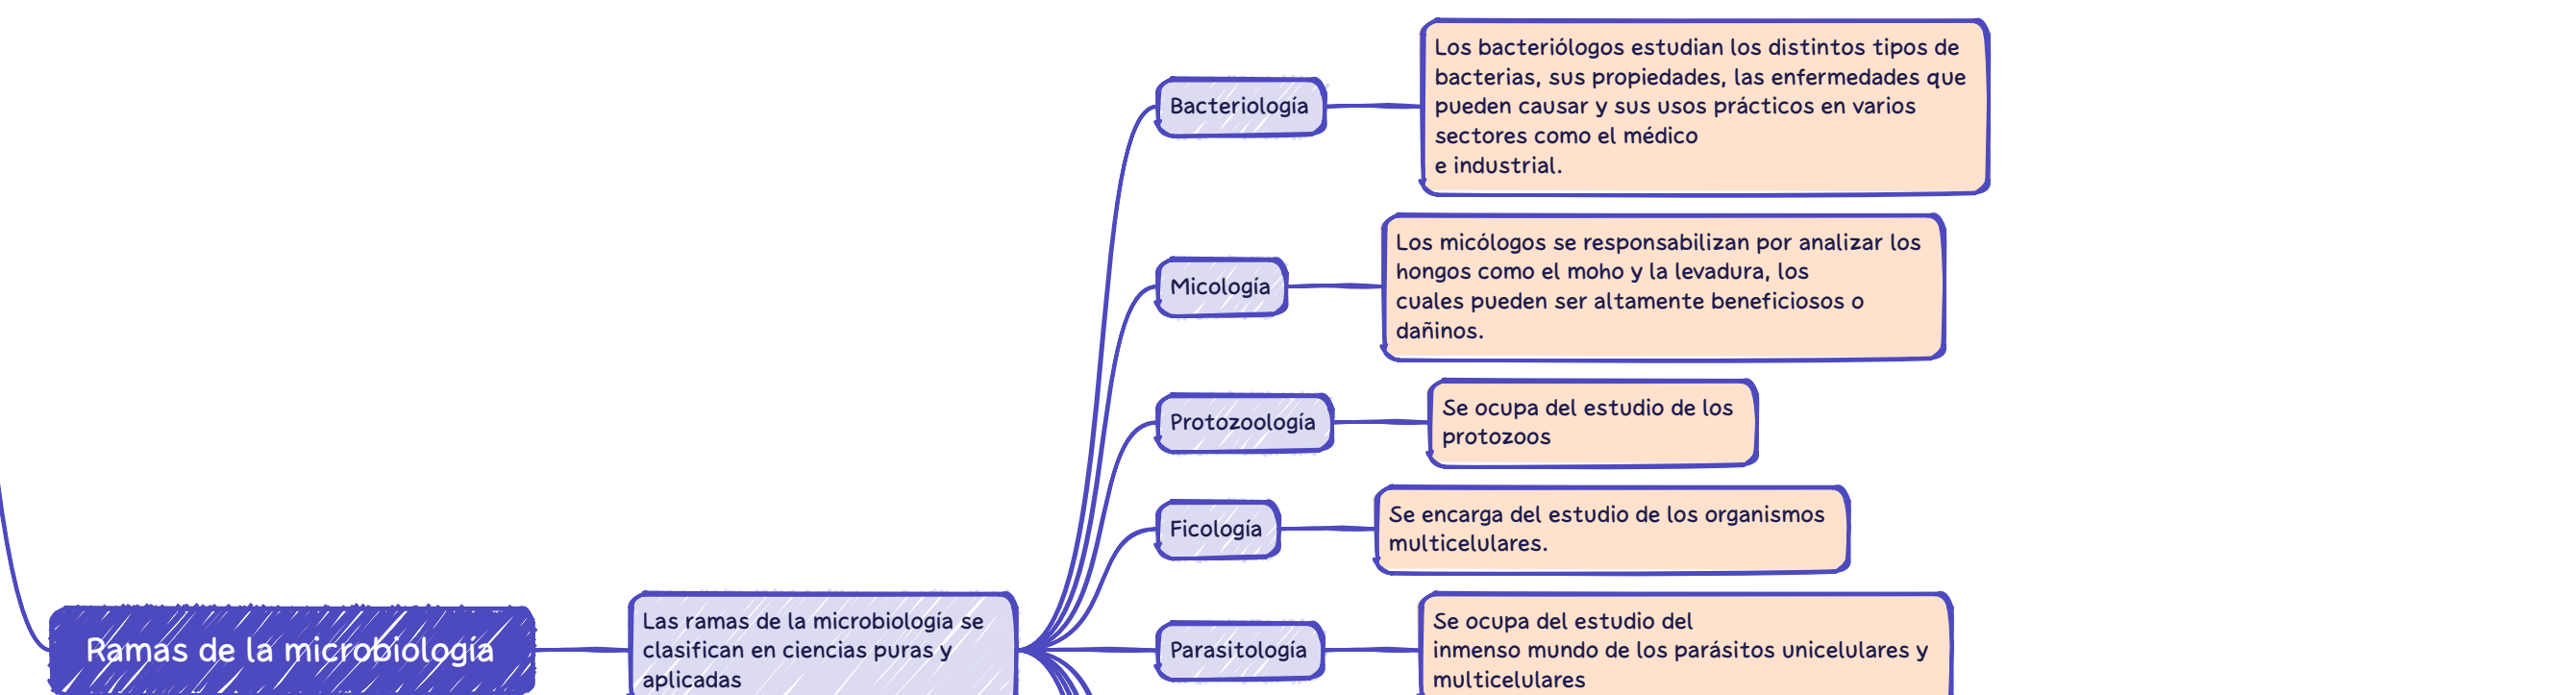 Los bacteriólogos estudian los distintos tipos de
bacterias, sus propiedades, las enfermedades que
pueden causar y sus usos prácticos en varios
sectores como el médico
e industrial.
Bacteriología
Los micólogos se responsabilizan por analizar los
hongos como el moho y la levadura, los
cuales pueden ser altamente beneficiosos o
dañinos.
Micología
Se ocupa del estudio de los
protozoos
Protozoología
Se encarga del estudio de los organismos
multicelulares.
Ficología
Ramas de la microbiología
Las ramas de la microbiología se
clasifican en ciencias puras y
aplicadas
Parasitología
Se ocupa del estudio del
inmenso mundo de los parásitos unicelulares y
multicelulares